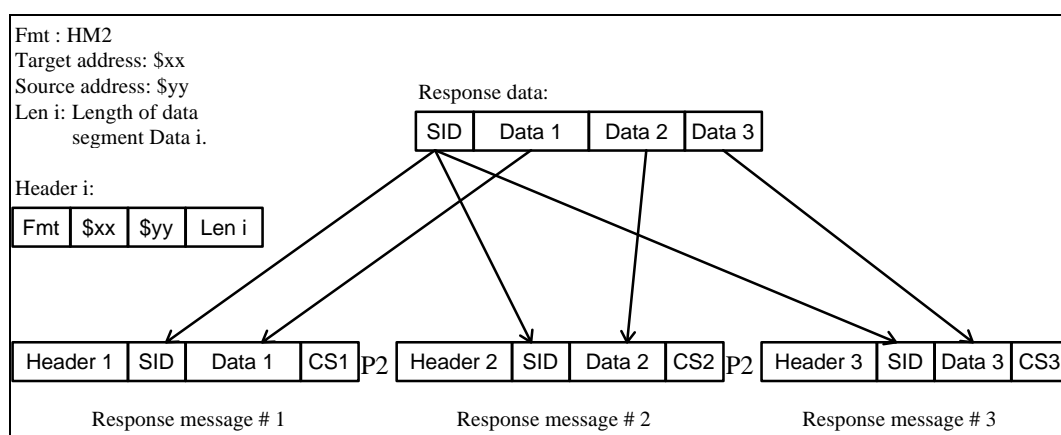 Fmt : HM2
Target address: $xx
Source address: $yy
Len i: Length of data
segment Data i.
Response data:
SID Data 1 Data 2 Data 3
Header i:
Fmt $xx $yy Len i
Header 1 SID Data 1 CS1 P2 Header 2 SID Data 2 CS2 P2 Header 3 SID Data 3 CS3
Response message # 1 Response message # 2 Response message # 3